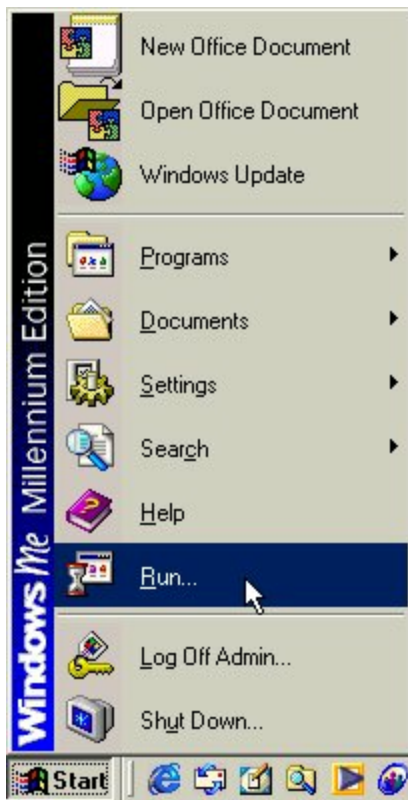 New Office Document
Open Office Document
Windows Update
Programs
Documents
Settings
Search
Help
Run...
Log Off Admin...
Shut Down...
Windows Me Millennium Edition
Start